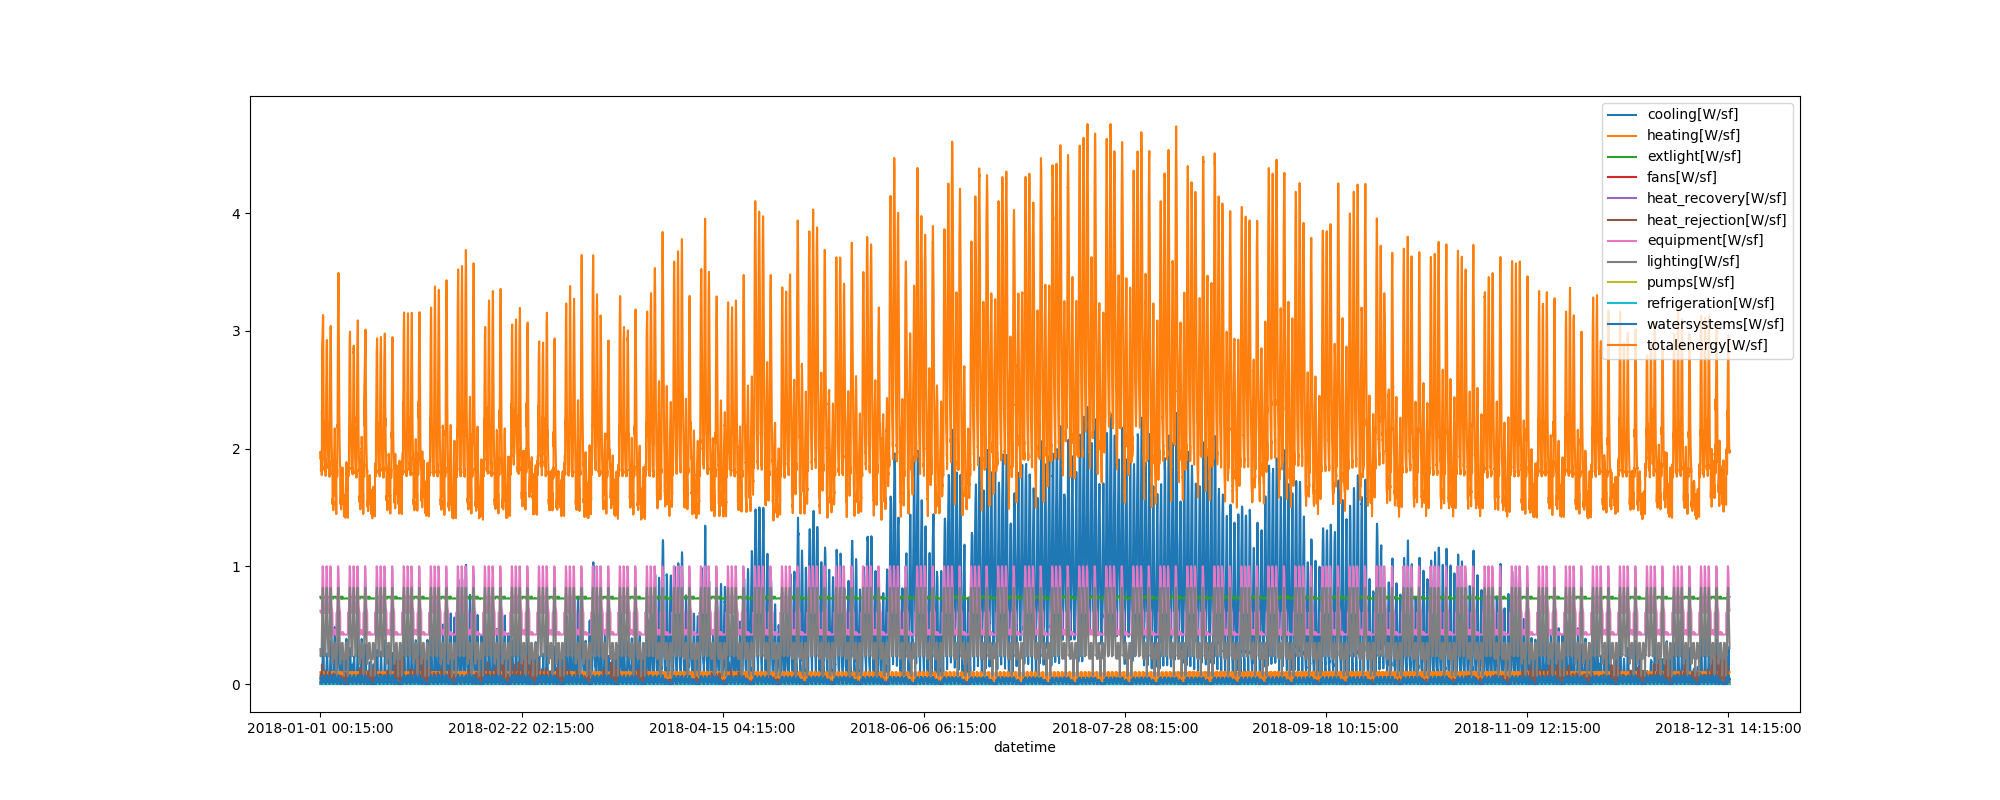 cooling[W/sf]
heating[W/sf]
extlight[W/sf]
fans[W/sf]
heat_recovery[W/sf]
heat_rejection[W/sf]
equipment[W/sf]
lighting[W/sf]
pumps[W/sf]
refrigeration[W/sf]
watersystems[W/sf]
totalenergy[W/sf]
4
3
2
1
0
2018-01-01 00:15:00 2018-02-22 02:15:00 2018-04-15 04:15:00 2018-06-06 06:15:00 2018-07-28 08:15:00 2018-09-18 10:15:00 2018-11-09 12:15:00 2018-12-31 14:15:00
datetime